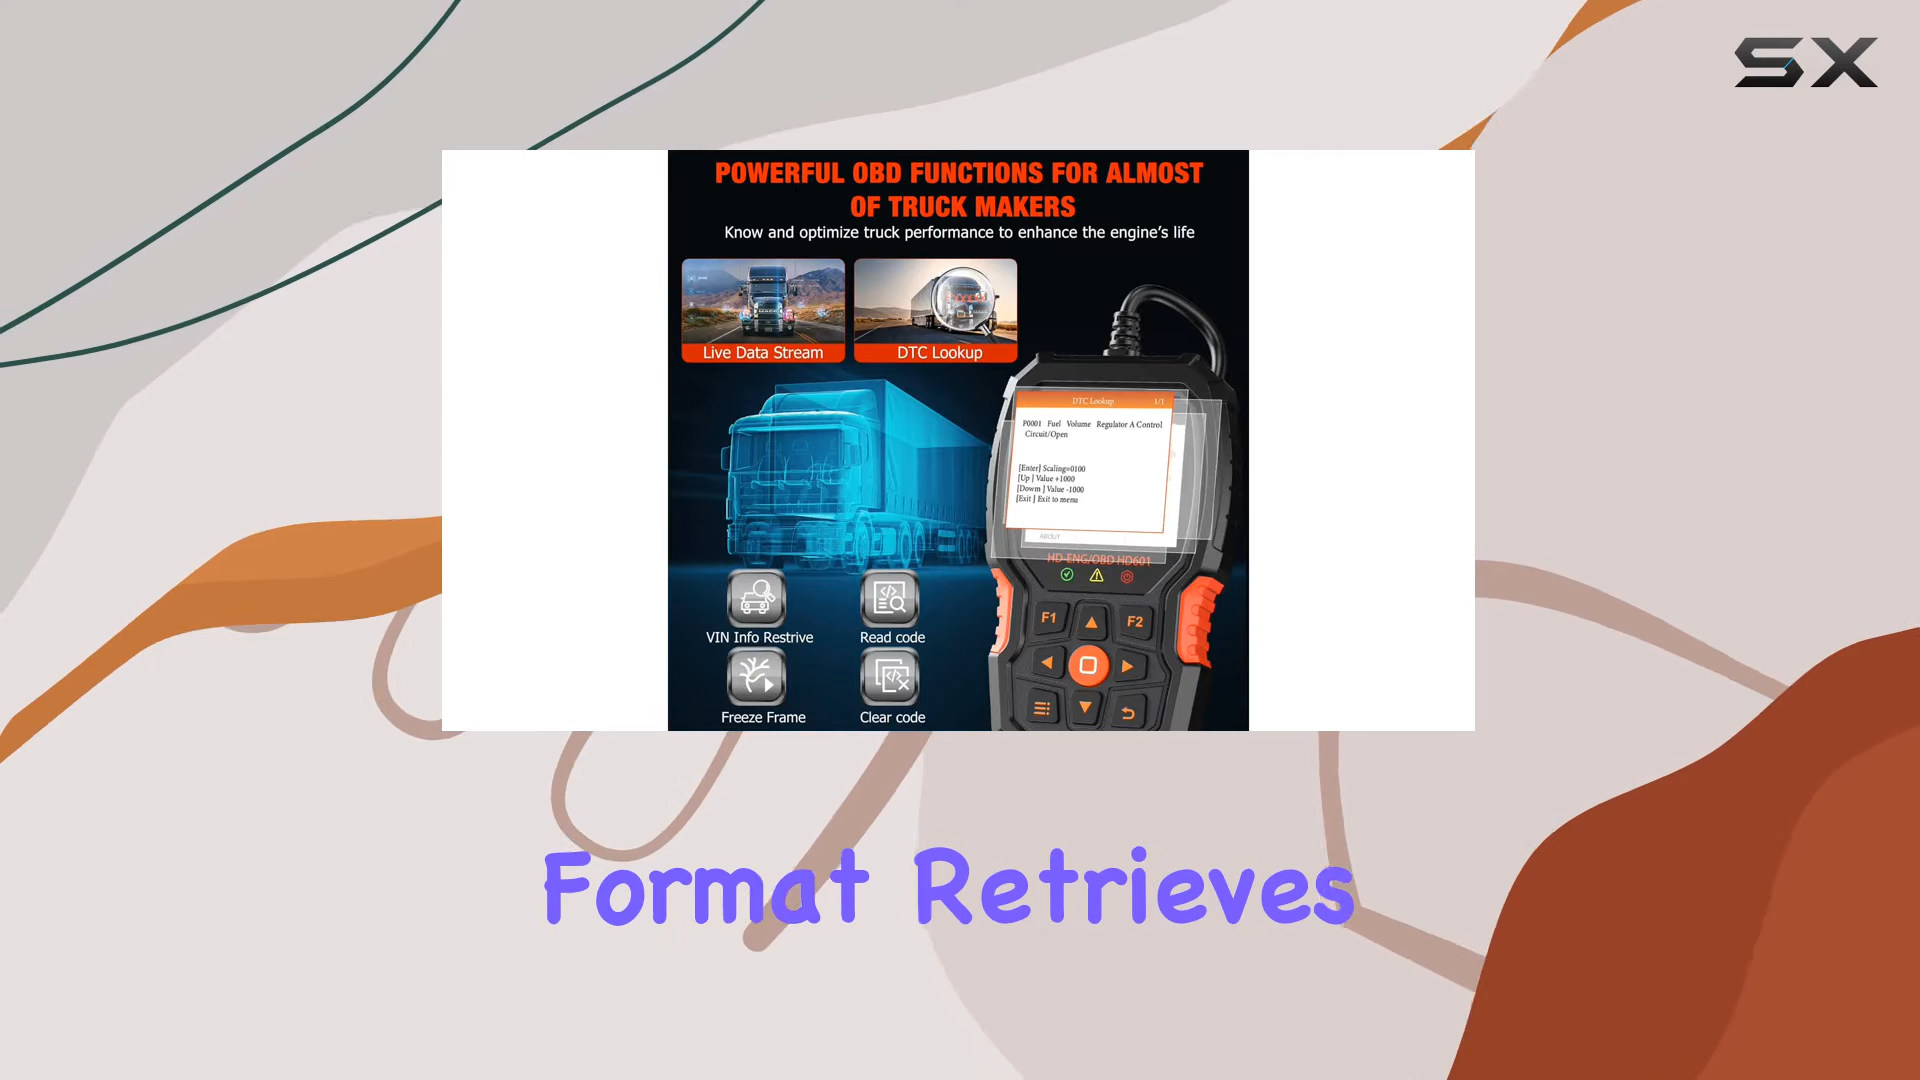 SX
POWERFUL OBD FUNCTIONS FOR ALMOST
OF TRUCK MAKERS
Know and optimize truck performance to enhance the engine's life
Live Data Stream
DTC Lookup
DTC Lookup 1/1
P0001 Fuel Volume Regulator A Control
Circuit/Open
[Enter] Scaling=0100
[Up ] Value +1000
[Dowm ] Value -1000
[Exit ] Exit to menu
ABOUT
HD-ENG/OBD HD601
F1
F2
VIN Info Restrive
Read code
Freeze Frame
Clear code
Format Retrieves